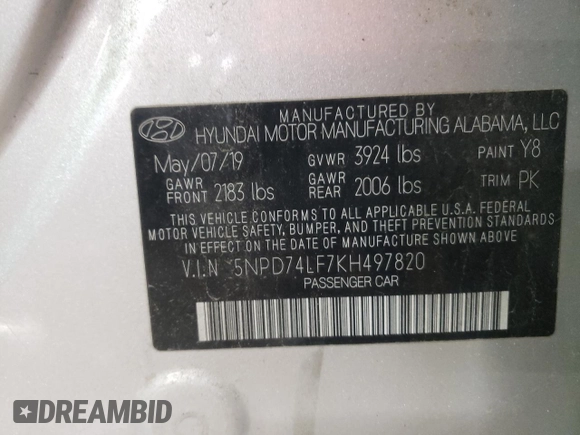 MANUFACTURED BY
HYUNDAI MOTOR MANUFACTURING ALABAMA, LLC
May/07/19 GVWR 3924 lbs PAINT Y8
GAWR FRONT 2183 lbs GAWR REAR 2006 lbs TRIM PK
THIS VEHICLE CONFORMS TO ALL APPLICABLE U.S.A. FEDERAL
MOTOR VEHICLE SAFETY, BUMPER, AND THEFT PREVENTION STANDARDS
IN EFFECT ON THE DATE OF MANUFACTURE SHOWN ABOVE.
V.I.N 5NPD74LF7KH497820
PASSENGER CAR
DREAMBID